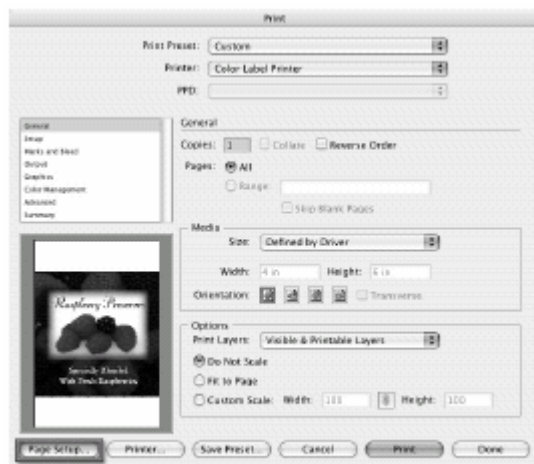 Print
Print Preset: Custom
Printer: Color Label Printer
PPD:
General
Setup
Marks and Bleed
Output
Graphics
Color Management
Advanced
Summary
General
Copies: 1 Collate Reverse Order
Pages: All
Range:
Skip Blank Pages
Media
Size: Defined by Driver
Width: 4 in Height: 6 in
Orientation: Transverse
Options
Print Layers: Visible & Printable Layers
Do Not Scale
Fit to Page
Custom Scale: Width: 100 Height: 100
Raspberry Preserves
Specially Blended
With Fresh Raspberries
Page Setup... Printer... Save Preset... Cancel Print Done